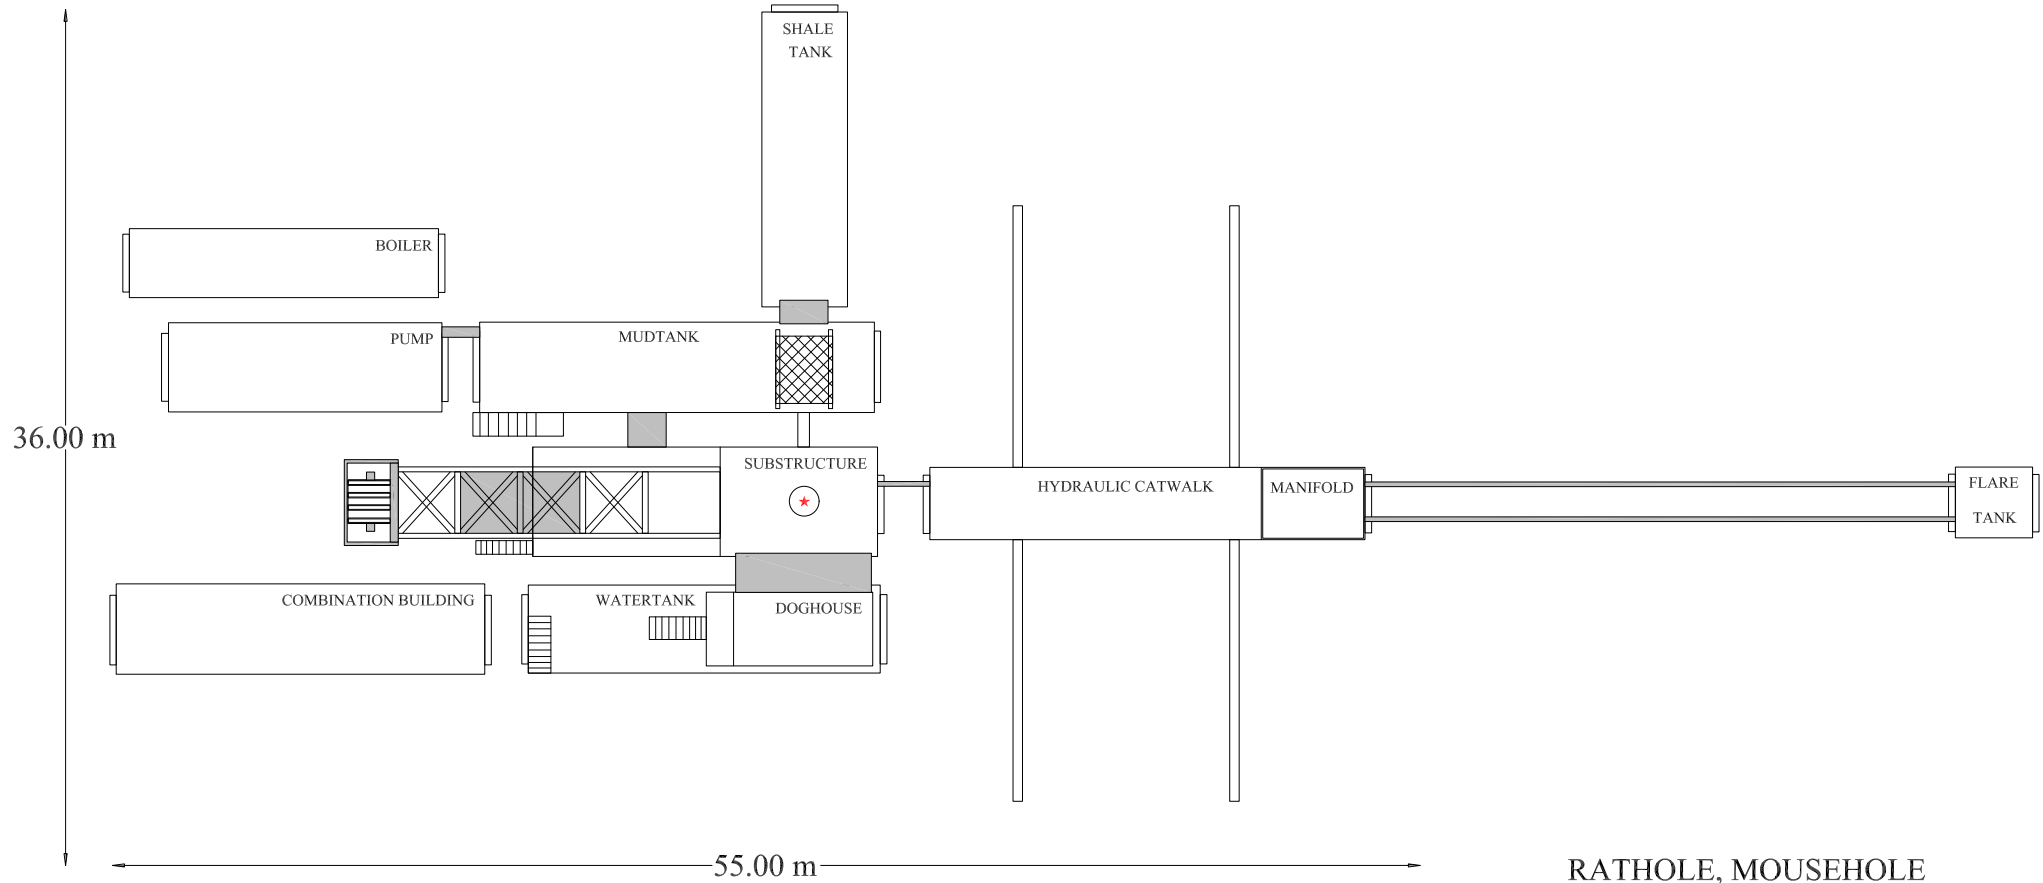 SHALE
TANK
BOILER
PUMP
MUDTANK
36.00 m
SUBSTRUCTURE
HYDRAULIC CATWALK
MANIFOLD
FLARE
TANK
COMBINATION BUILDING
WATERTANK
DOGHOUSE
55.00 m
RATHOLE, MOUSEHOLE